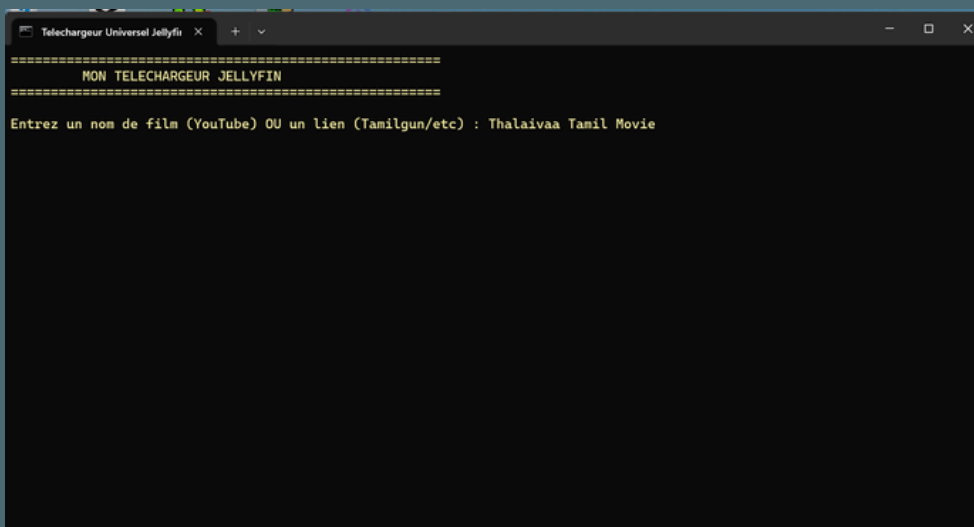 Telechargeur Universel Jellyfi
=====================================================
MON TELECHARGEUR JELLYFIN
=====================================================
Entrez un nom de film (YouTube) OU un lien (Tamilgun/etc) : Thalaivaa Tamil Movie